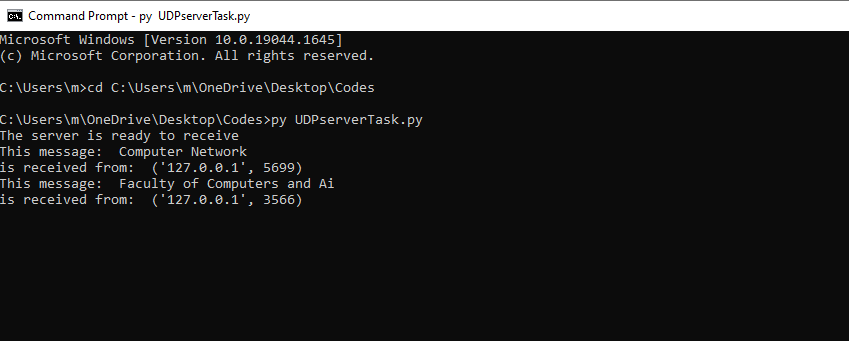 Command Prompt - py  UDPserverTask.py
Microsoft Windows [Version 10.0.19044.1645]
(c) Microsoft Corporation. All rights reserved.
C:\Users\m>cd C:\Users\m\OneDrive\Desktop\Codes
C:\Users\m\OneDrive\Desktop\Codes>py UDPserverTask.py
The server is ready to receive
This message:  Computer Network
is received from:  ('127.0.0.1', 5699)
This message:  Faculty of Computers and Ai
is received from:  ('127.0.0.1', 3566)